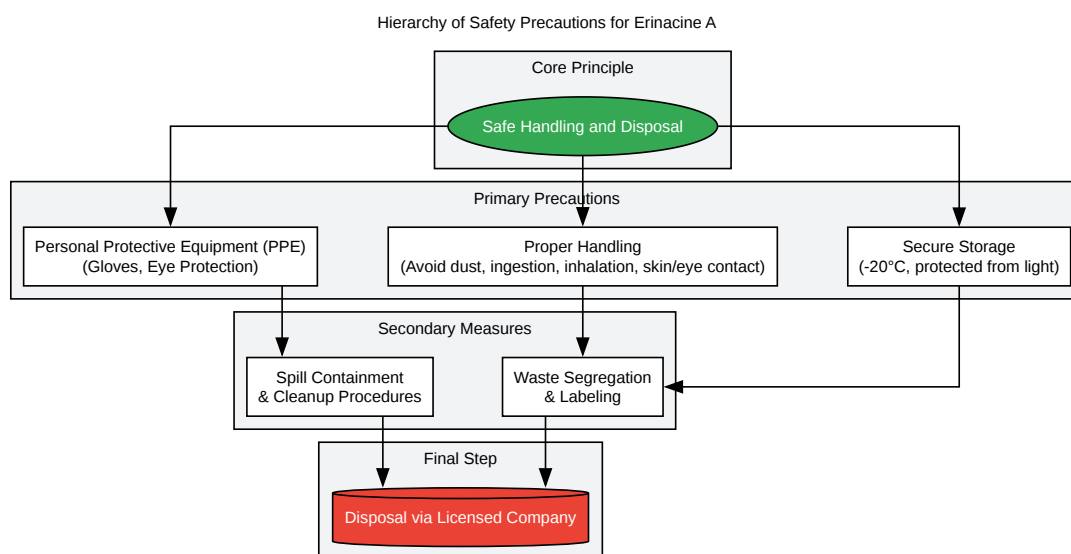 Hierarchy of Safety Precautions for Erinacine A
Core Principle
Safe Handling and Disposal
Primary Precautions
Personal Protective Equipment (PPE)
(Gloves, Eye Protection)
Proper Handling
(Avoid dust, ingestion, inhalation, skin/eye contact)
Secure Storage
(-20°C, protected from light)
Secondary Measures
Spill Containment
& Cleanup Procedures
Waste Segregation
& Labeling
Final Step
Disposal via Licensed Company